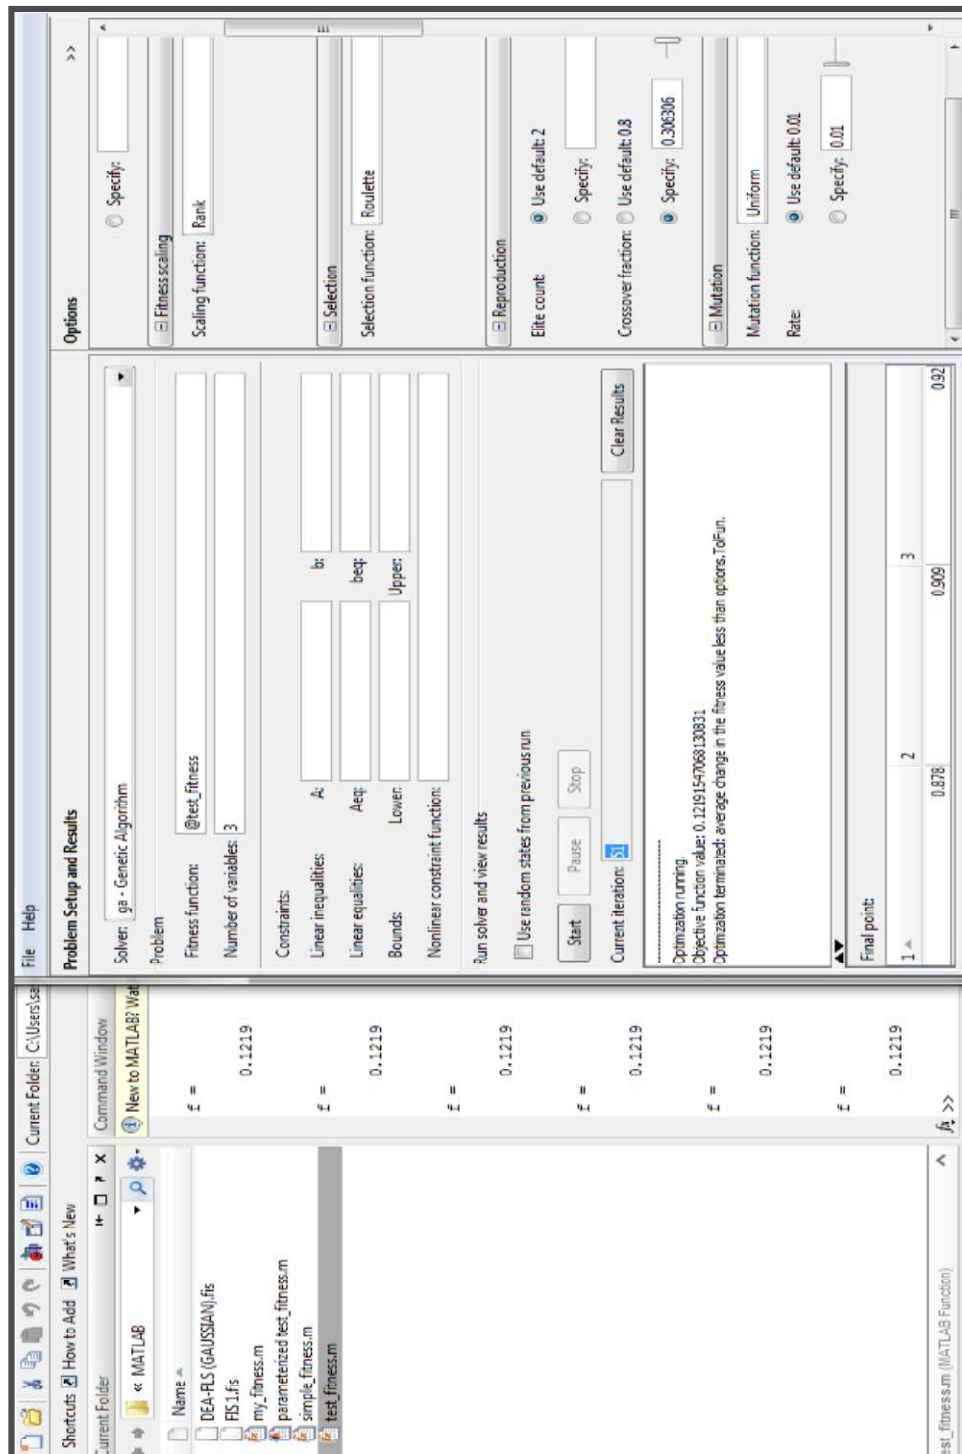 Shortcuts How to Add What's New
Current Folder: C:\Users\sa
Current Folder
« MATLAB
Name
DEA-FLS (GAUSSIAN).fis
FIS1.fis
my_fitness.m
parameterized test_fitness.m
simple_fitness.m
test_fitness.m
est_fitness.m (MATLAB Function)
Command Window
New to MATLAB? Wat
f =
0.1219
f =
0.1219
f =
0.1219
f =
0.1219
f =
0.1219
f =
0.1219
fx >>
File Help
Problem Setup and Results
Solver: ga - Genetic Algorithm
Problem
Fitness function: @test_fitness
Number of variables: 3
Constraints:
Linear inequalities: A: b:
Linear equalities: Aeq: beq:
Bounds: Lower: Upper:
Nonlinear constraint function:
Run solver and view results
Use random states from previous run
Start Pause Stop
Current iteration: 51 Clear Results
Optimization running.
Objective function value: 0.12191547068130831
Optimization terminated: average change in the fitness value less than options.TolFun.
Final point:
1 2 3
0.878 0.909 0.92
Options >>
Specify:
Fitness scaling
Scaling function: Rank
Selection
Selection function: Roulette
Reproduction
Elite count: Use default: 2
Specify:
Crossover fraction: Use default: 0.8
Specify: 0.306306
Mutation
Mutation function: Uniform
Rate: Use default: 0.01
Specify: 0.01